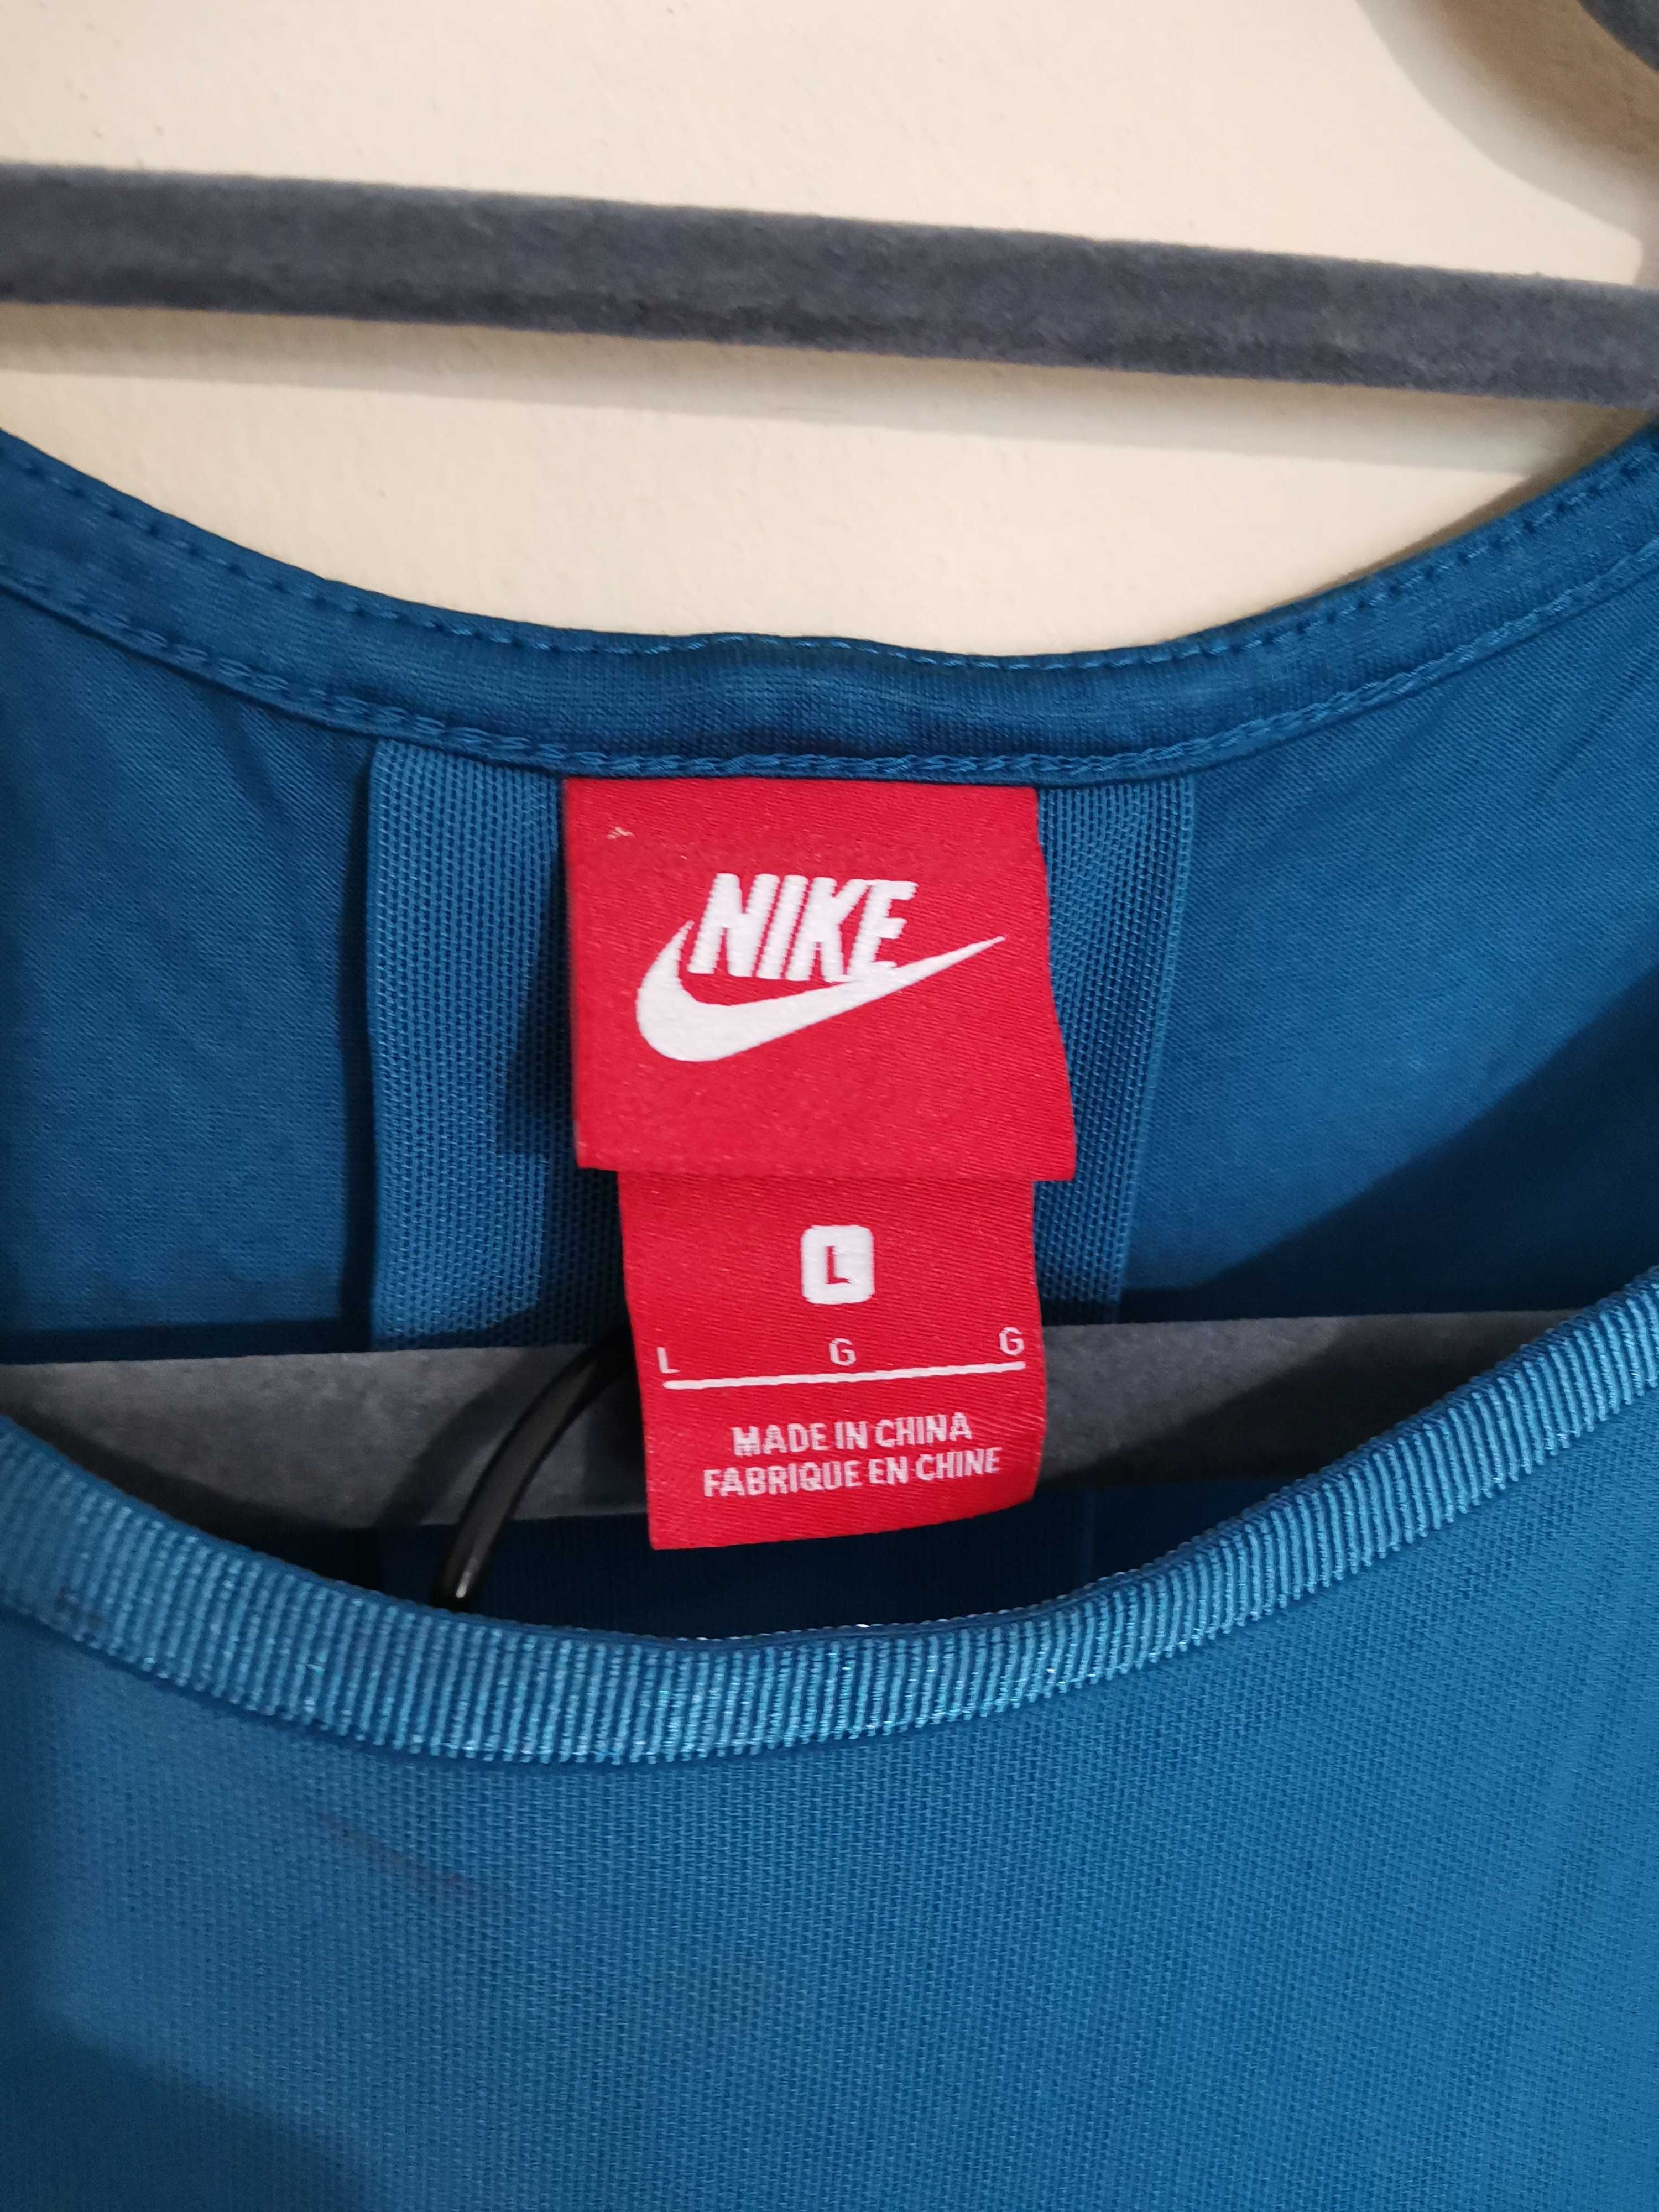 NIKE
L
L G G
MADE IN CHINA
FABRIQUE EN CHINE